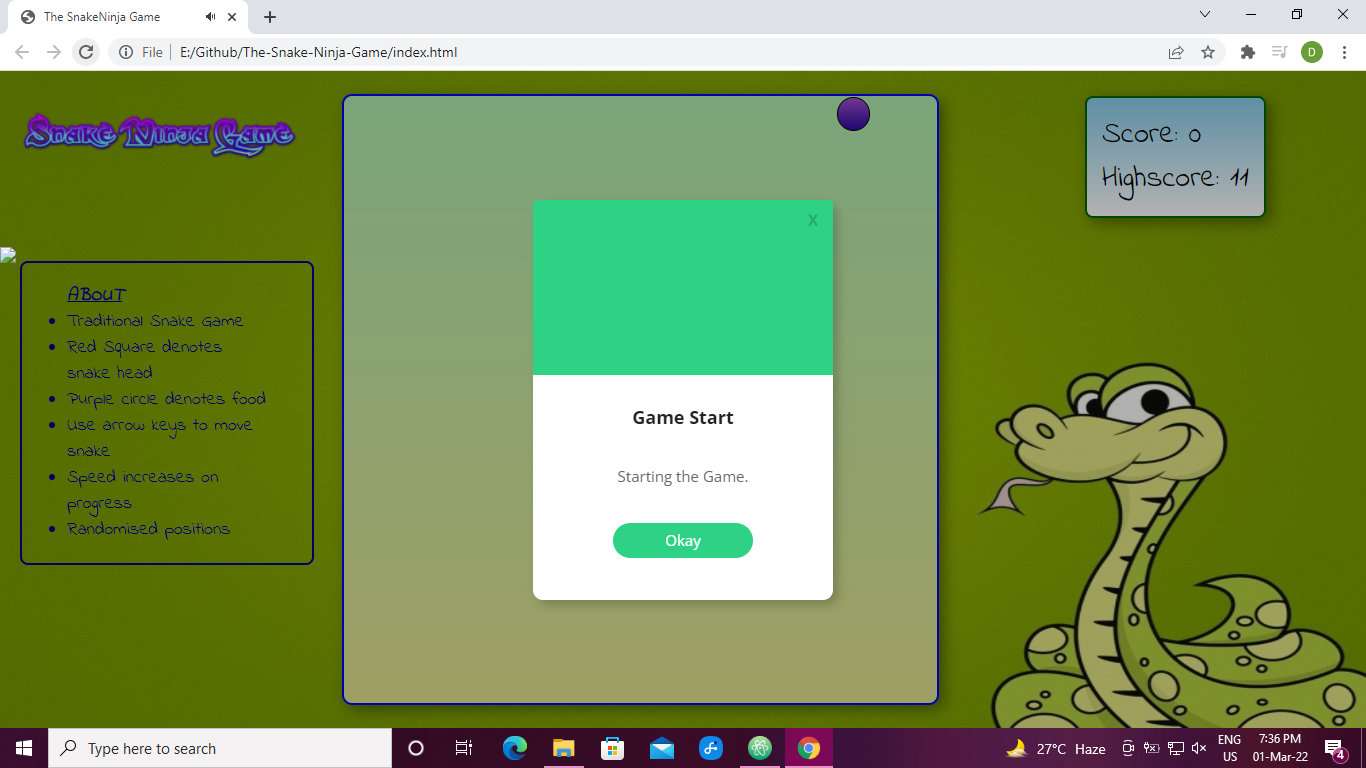 The SnakeNinja Game
File
E:/Github/The-Snake-Ninja-Game/index.html
D
Snake Ninja Game
Score: 0
Highscore: 11
X
ABOUT
Traditional Snake Game
Red Square denotes
snake head
Purple circle denotes food
Use arrow keys to move
snake
Speed increases on
progress
Randomised positions
Game Start
Starting the Game.
Okay
Type here to search
27°C Haze
ENG
US
7:36 PM
01-Mar-22
4